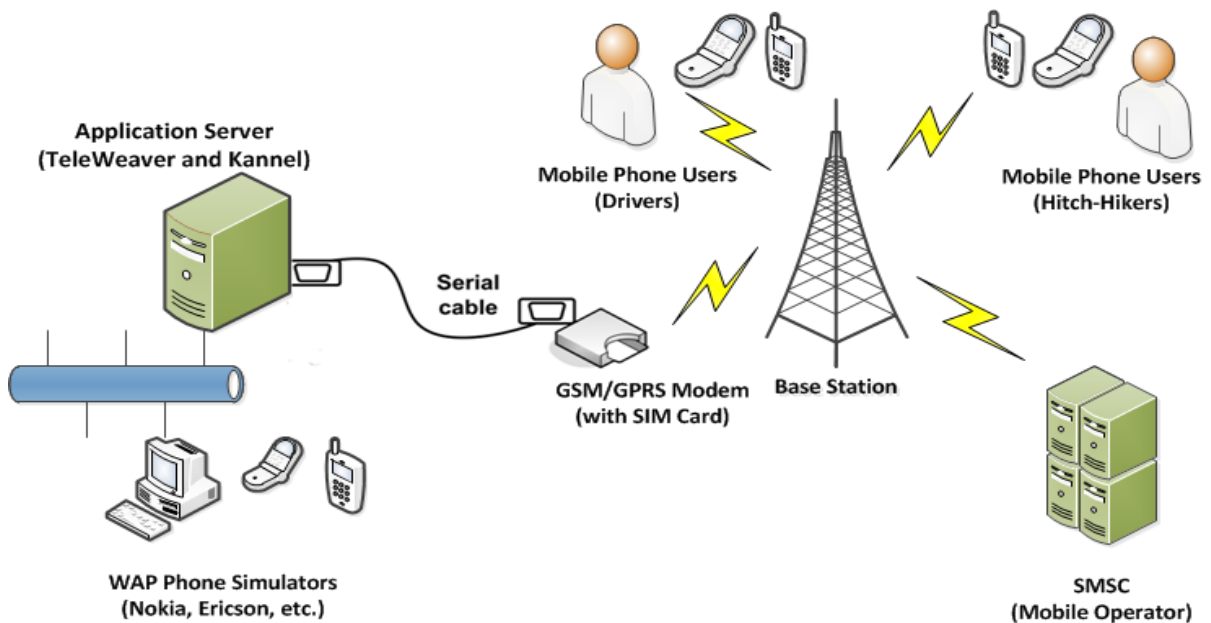 Application Server
(TeleWeaver and Kannel)
Mobile Phone Users
(Drivers)
Mobile Phone Users
(Hitch-Hikers)
Serial
cable
GSM/GPRS Modem
(with SIM Card)
Base Station
WAP Phone Simulators
(Nokia, Ericson, etc.)
SMSC
(Mobile Operator)